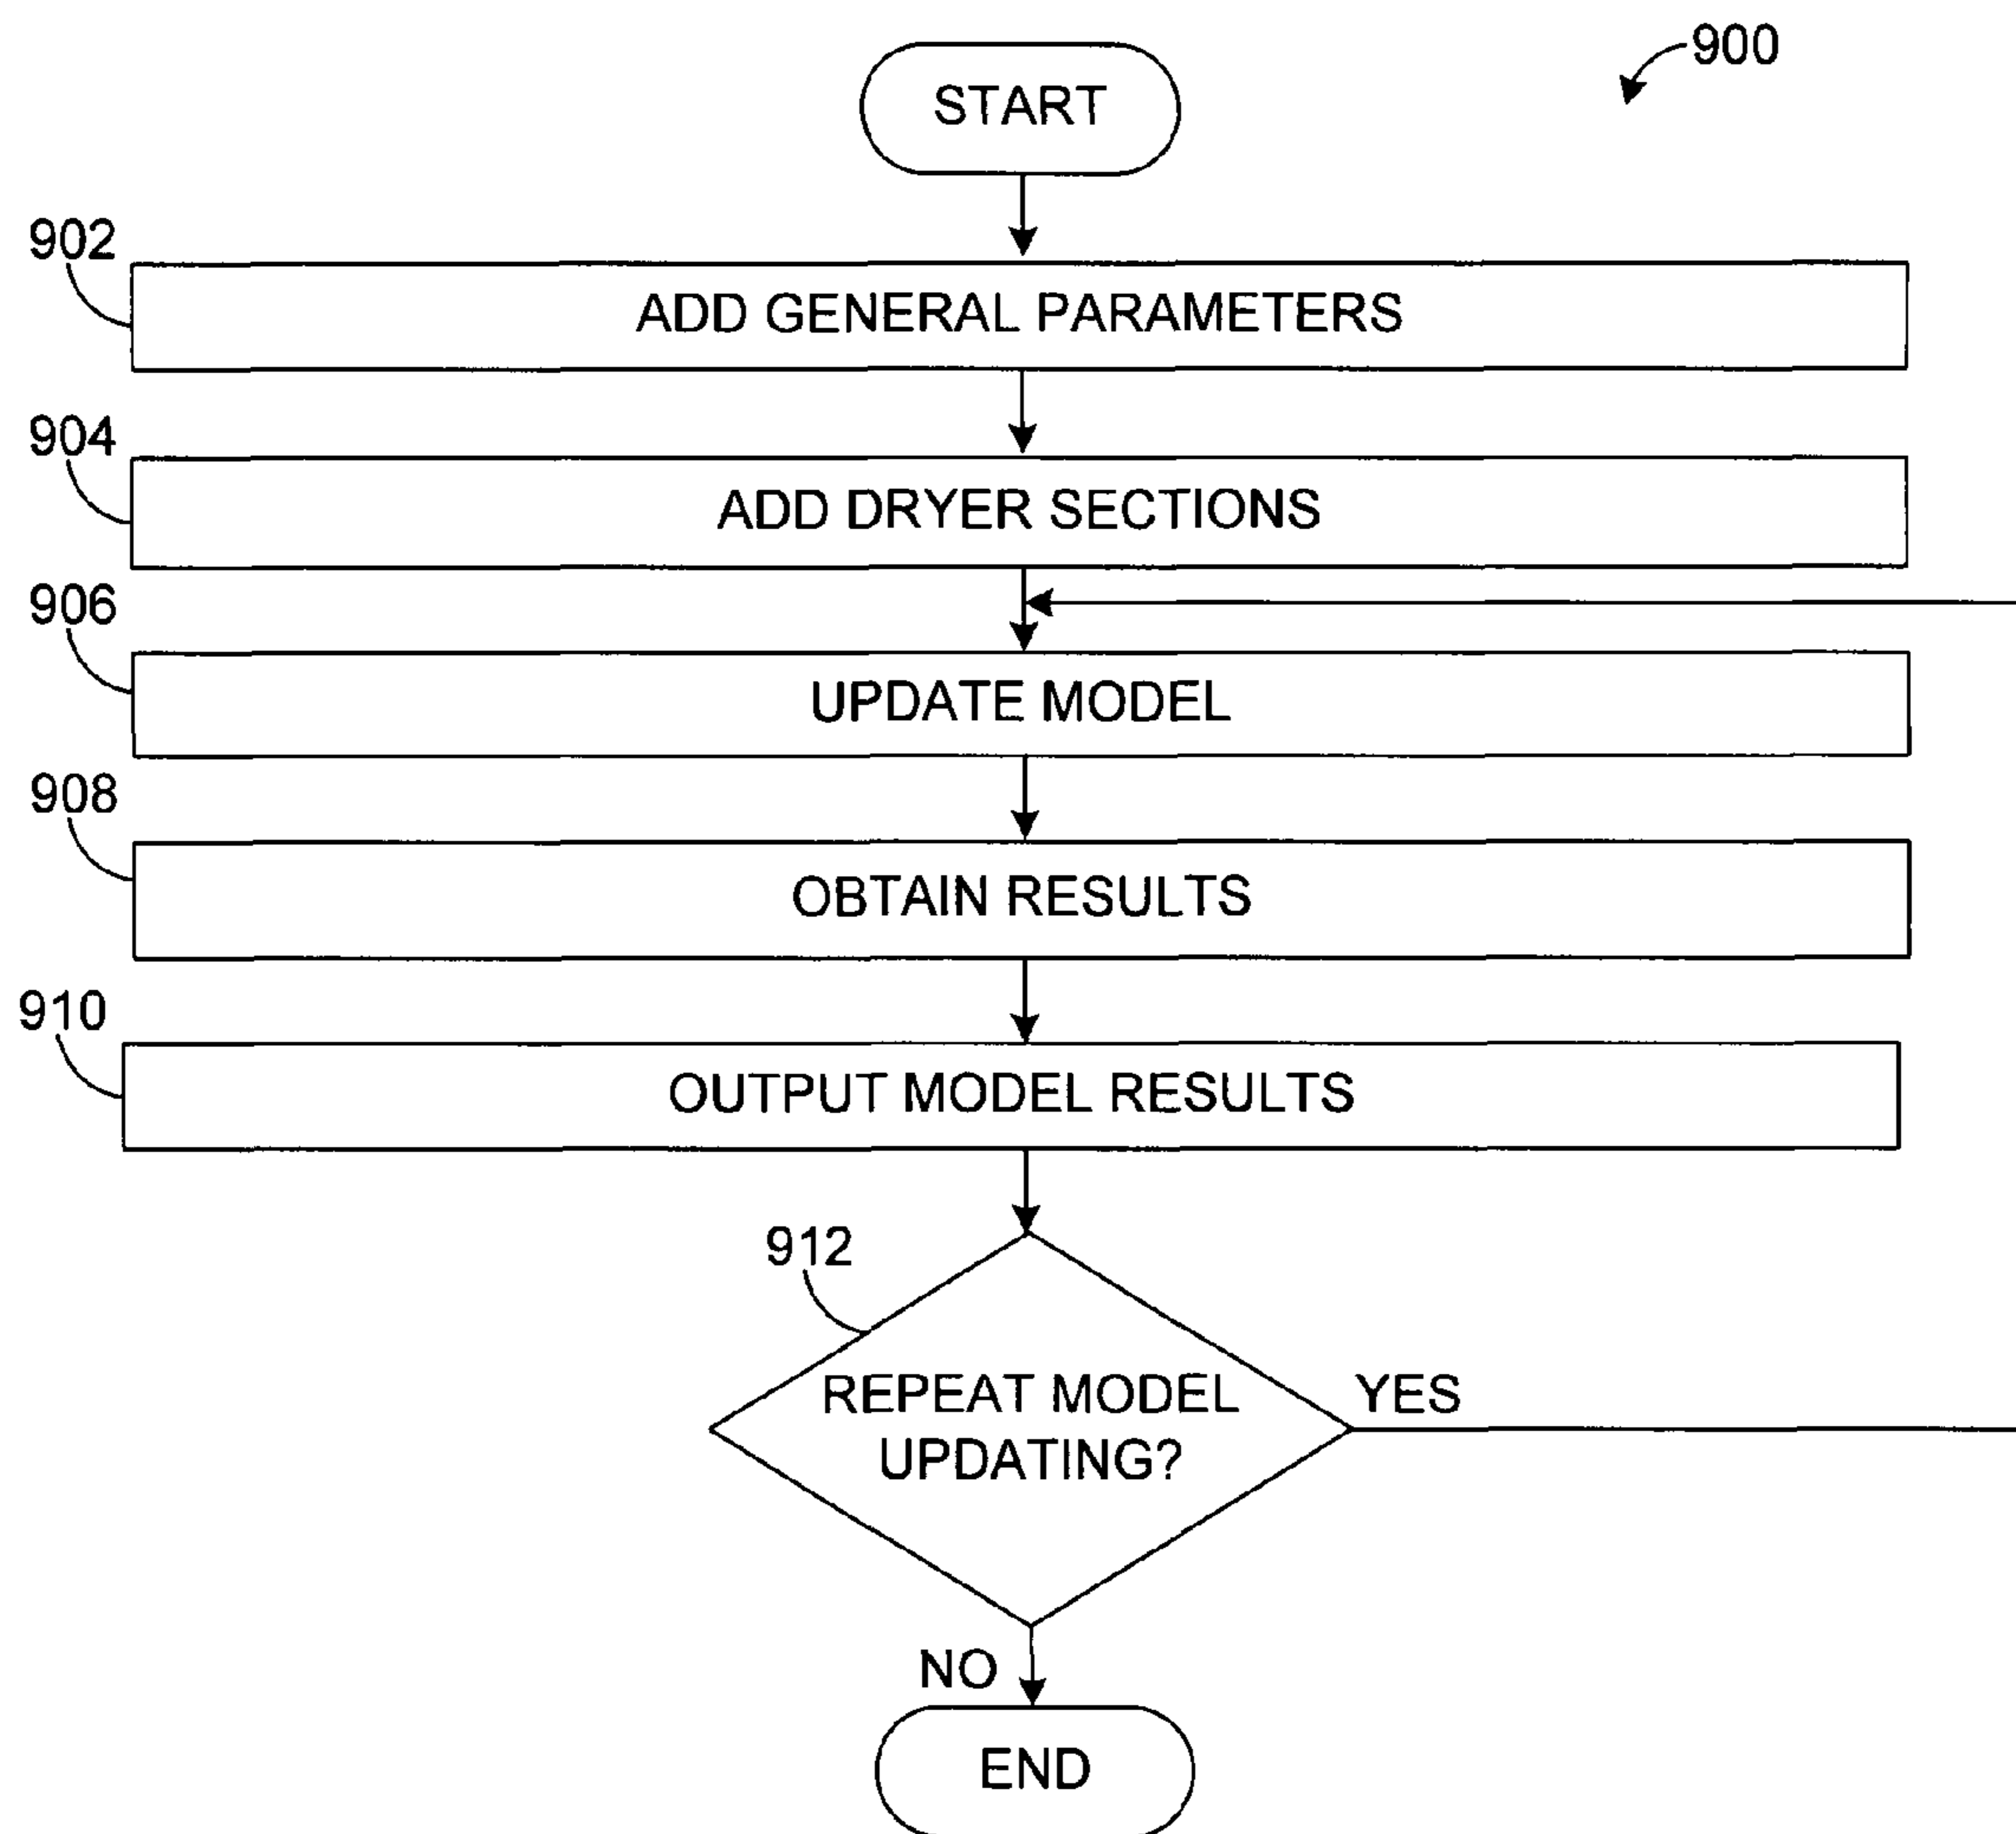 START
900
902
ADD GENERAL PARAMETERS
904
ADD DRYER SECTIONS
906
UPDATE MODEL
908
OBTAIN RESULTS
910
OUTPUT MODEL RESULTS
912
REPEAT MODEL
UPDATING?
YES
NO
END